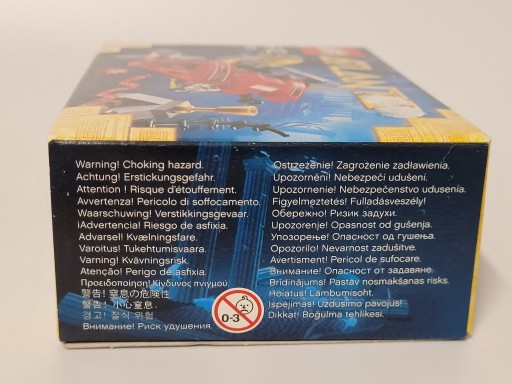 Warning! Choking hazard.
Achtung! Erstickungsgefahr.
Attention ! Risque d'étouffement.
Avvertenza! Pericolo di soffocamento.
Waarschuwing! Verstikkingsgevaar.
¡Advertencia! Riesgo de asfixia.
Advarsel! Kvælningsfare.
Varoitus! Tukehtumisvaara.
Varning! Kvävningsrisk.
Atenção! Perigo de asfixia.
Προειδοποίηση! Κίνδυνος πνιγμού.
警告! 窒息の危険性
警告! 小心窒息.
경고! 질식 위험.
Внимание! Риск удушения.
Ostrzeżenie! Zagrożenie zadławienia.
Upozornění! Nebezpečí udušení.
Upozornenie! Nebezpečenstvo udusenia.
Figyelmeztetés! Fulladásveszély!
Обережно! Ризик задухи.
Upozorenje! Opasnost od gušenja.
Упозорење! Опасност од гушења.
Opozorilo! Nevarnost zadušitve.
Avertisment! Pericol de sufocare.
Внимание! Опасност от задавяне.
Brīdinājums! Pastāv nosmakšanas risks.
Hoiatus! Lämbumisoht.
Įspėjimas! Uždusimo pavojus!
Dikkat! Boğulma tehlikesi.
0-3